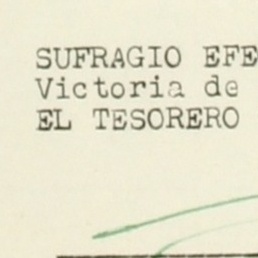 SUFRAGIO EFE
Victoria de
EL TESORERO